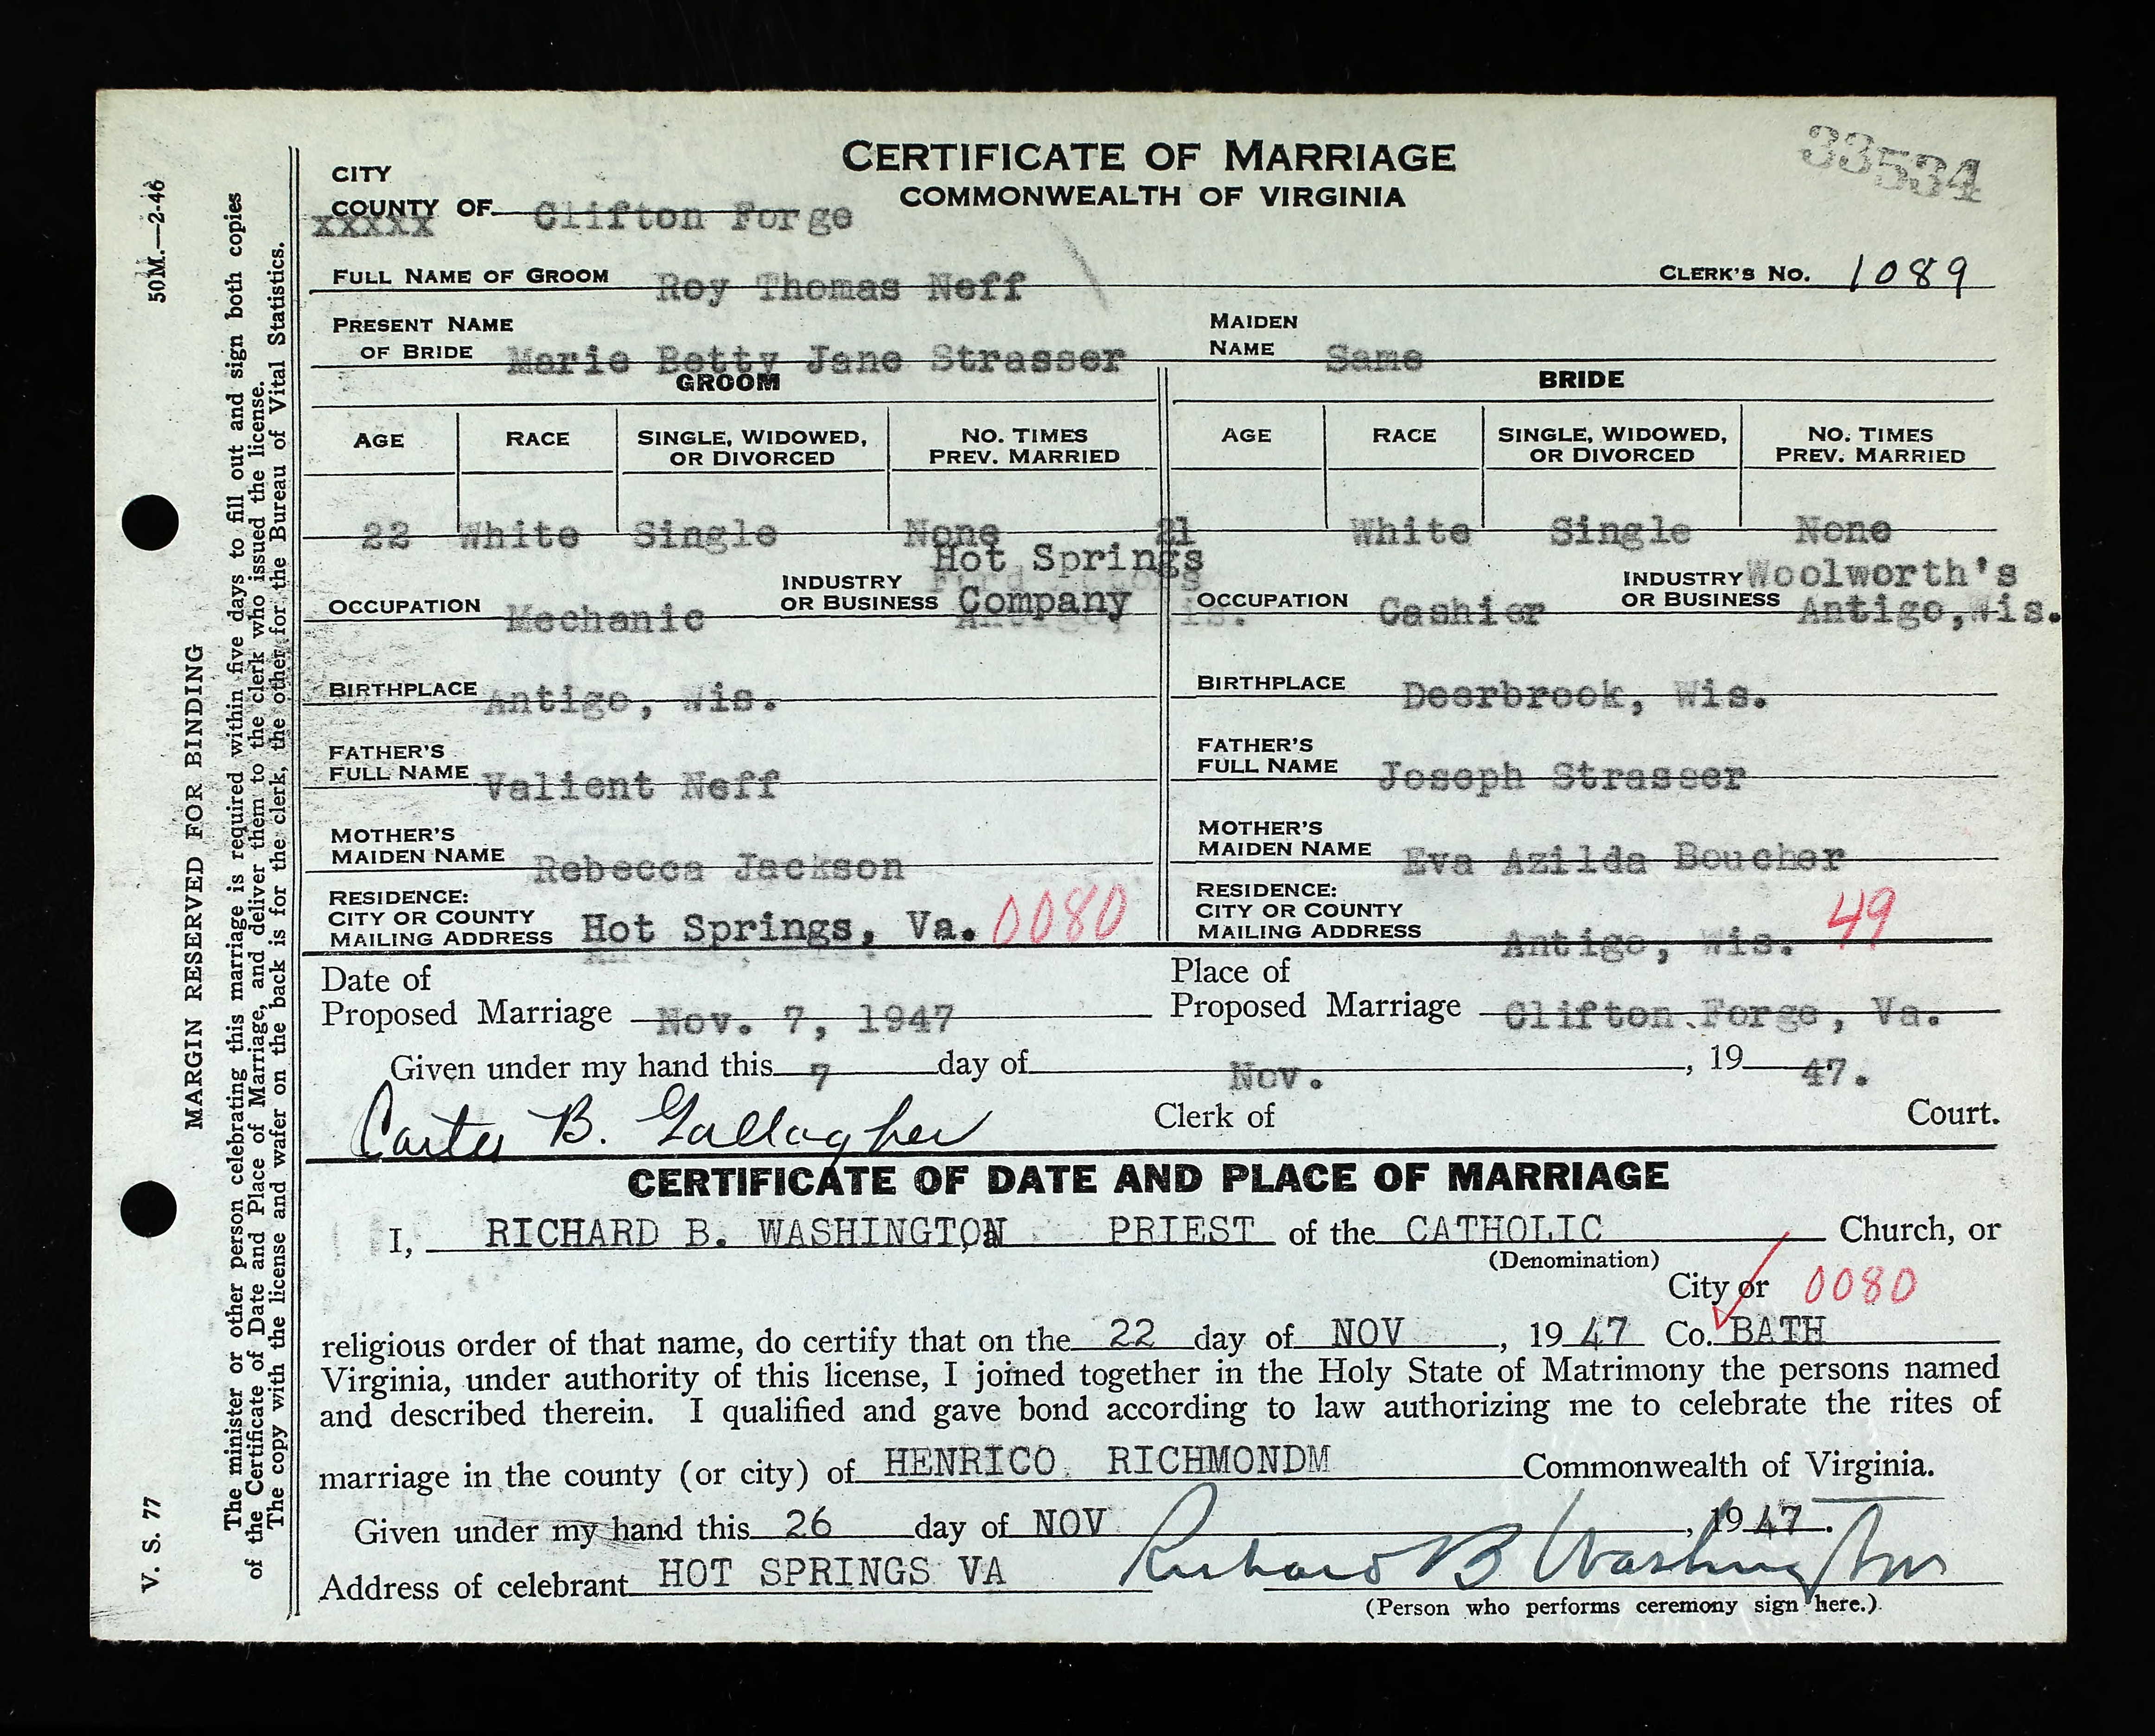 33534
CERTIFICATE OF MARRIAGE
COMMONWEALTH OF VIRGINIA
CITY
COUNTY OF Clifton Forge
XXXXX
FULL NAME OF GROOM Roy Thomas Neff CLERK'S NO. 1089
PRESENT NAME OF BRIDE Marie Betty Jane Strasser MAIDEN NAME Same
GROOM BRIDE
AGE RACE SINGLE, WIDOWED, OR DIVORCED NO. TIMES PREV. MARRIED AGE RACE SINGLE, WIDOWED, OR DIVORCED NO. TIMES PREV. MARRIED
22 White Single None 21 White Single None
OCCUPATION Mechanic INDUSTRY OR BUSINESS Hot Springs Company OCCUPATION Cashier INDUSTRY OR BUSINESS Woolworth's Antigo, Wis.
BIRTHPLACE Antigo, Wis. BIRTHPLACE Deerbrook, Wis.
FATHER'S FULL NAME Valient Neff FATHER'S FULL NAME Joseph Strasser
MOTHER'S MAIDEN NAME Rebecca Jackson MOTHER'S MAIDEN NAME Eva Azilda Boucher
RESIDENCE: CITY OR COUNTY MAILING ADDRESS Hot Springs, Va. 0080 RESIDENCE: CITY OR COUNTY MAILING ADDRESS Antigo, Wis. 49
Date of Proposed Marriage Nov. 7, 1947 Place of Proposed Marriage Clifton Forge, Va.
Given under my hand this 7 day of Nov. , 19 47.
Carter B. Gallagher Clerk of Court.
CERTIFICATE OF DATE AND PLACE OF MARRIAGE
I, RICHARD B. WASHINGTON PRIEST of the CATHOLIC Church, or
(Denomination)
City or 0080
religious order of that name, do certify that on the 22 day of NOV , 19 47 Co. BATH
Virginia, under authority of this license, I joined together in the Holy State of Matrimony the persons named
and described therein. I qualified and gave bond according to law authorizing me to celebrate the rites of
marriage in the county (or city) of HENRICO RICHMONDM Commonwealth of Virginia.
Given under my hand this 26 day of NOV , 19 47.
Address of celebrant HOT SPRINGS VA Richard B Washington
(Person who performs ceremony sign here.)
50M.—2-46
MARGIN RESERVED FOR BINDING
V. S. 77
The minister or other person celebrating this marriage is required within five days to fill out and sign both copies
of the Certificate of Date and Place of Marriage, and deliver them to the clerk who issued the license.
The copy with the license and wafer on the back is for the clerk, the other for the Bureau of Vital Statistics.